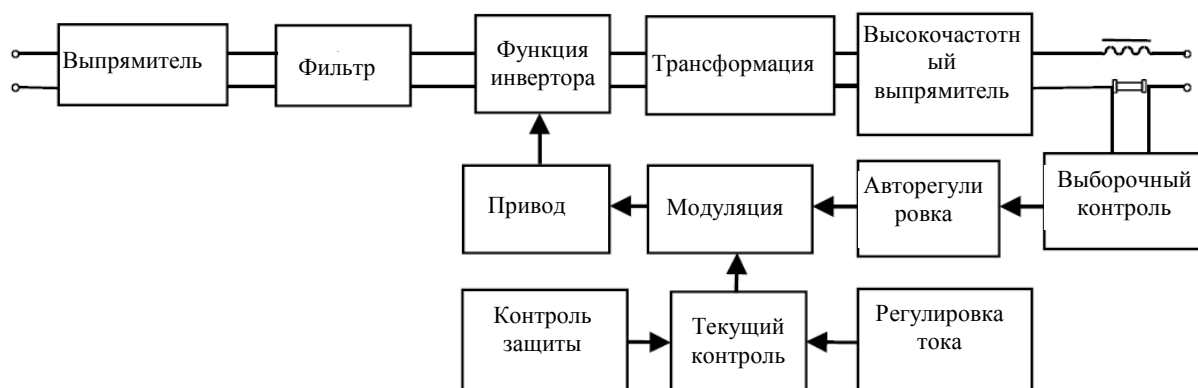 Выпрямитель
Фильтр
Функция
инвертора
Трансформация
Высокочастотн
ый
выпрямитель
Привод
Модуляция
Авторегули
ровка
Выборочный
контроль
Контроль
защиты
Текущий
контроль
Регулировка
тока